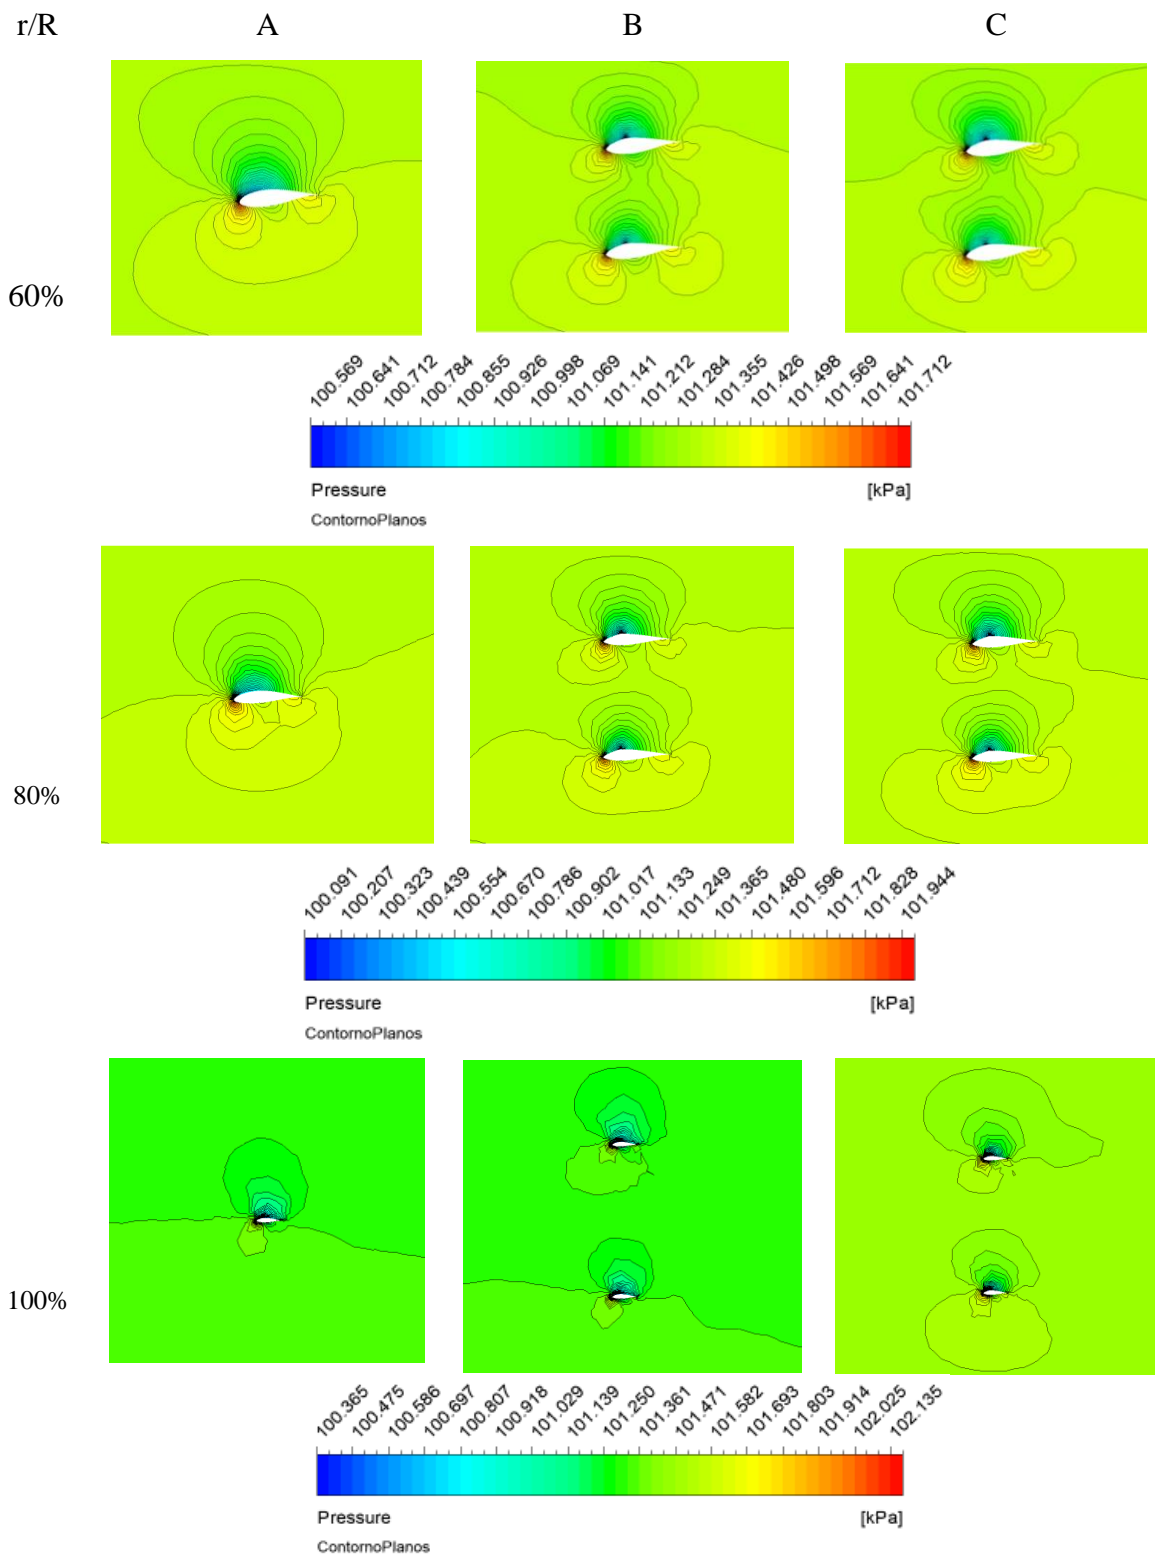 r/R A B C
60%
100.569 100.641 100.712 100.784 100.855 100.926 100.998 101.069 101.141 101.212 101.284 101.355 101.426 101.498 101.569 101.641 101.712
Pressure [kPa]
ContornoPlanos
80%
100.091 100.207 100.323 100.439 100.554 100.670 100.786 100.902 101.017 101.133 101.249 101.365 101.480 101.596 101.712 101.828 101.944
Pressure [kPa]
ContornoPlanos
100%
100.365 100.475 100.586 100.697 100.807 100.918 101.029 101.139 101.250 101.361 101.471 101.582 101.693 101.803 101.914 102.025 102.135
Pressure [kPa]
ContornoPlanos